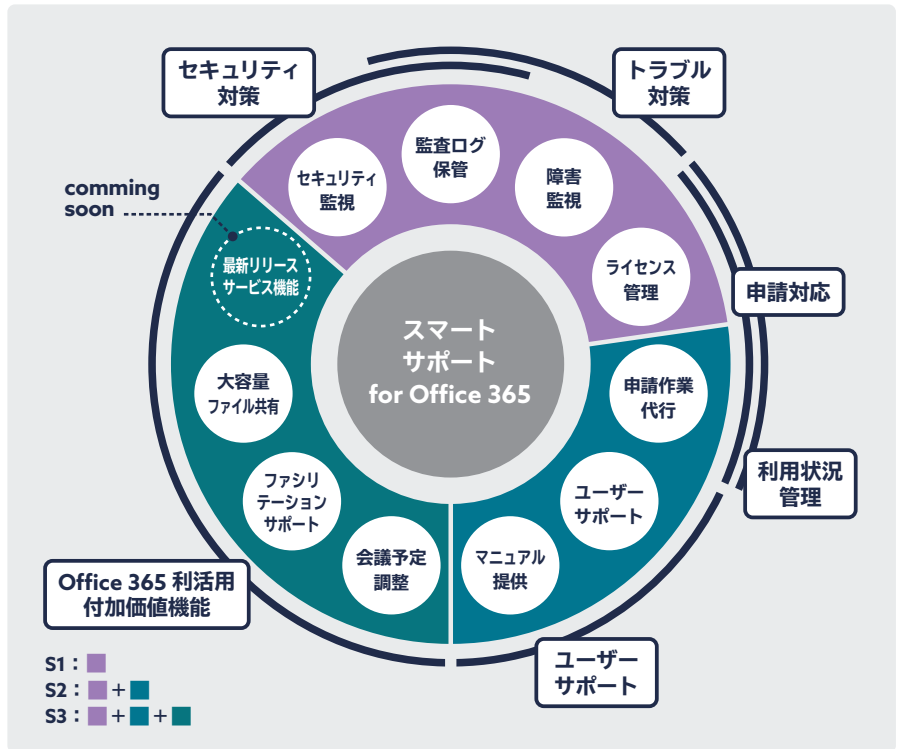 セキュリティ
対策
トラブル
対策
監査ログ
保管
セキュリティ
監視
障害
監視
comming
soon
最新リリース
サービス機能
ライセンス
管理
申請対応
スマート
サポート
for Office 365
大容量
ファイル共有
申請作業
代行
利用状況
管理
ファシリ
テーション
サポート
ユーザー
サポート
会議予定
調整
マニュアル
提供
Office 365 利活用
付加価値機能
ユーザー
サポート
S1：
S2： +
S3： + +